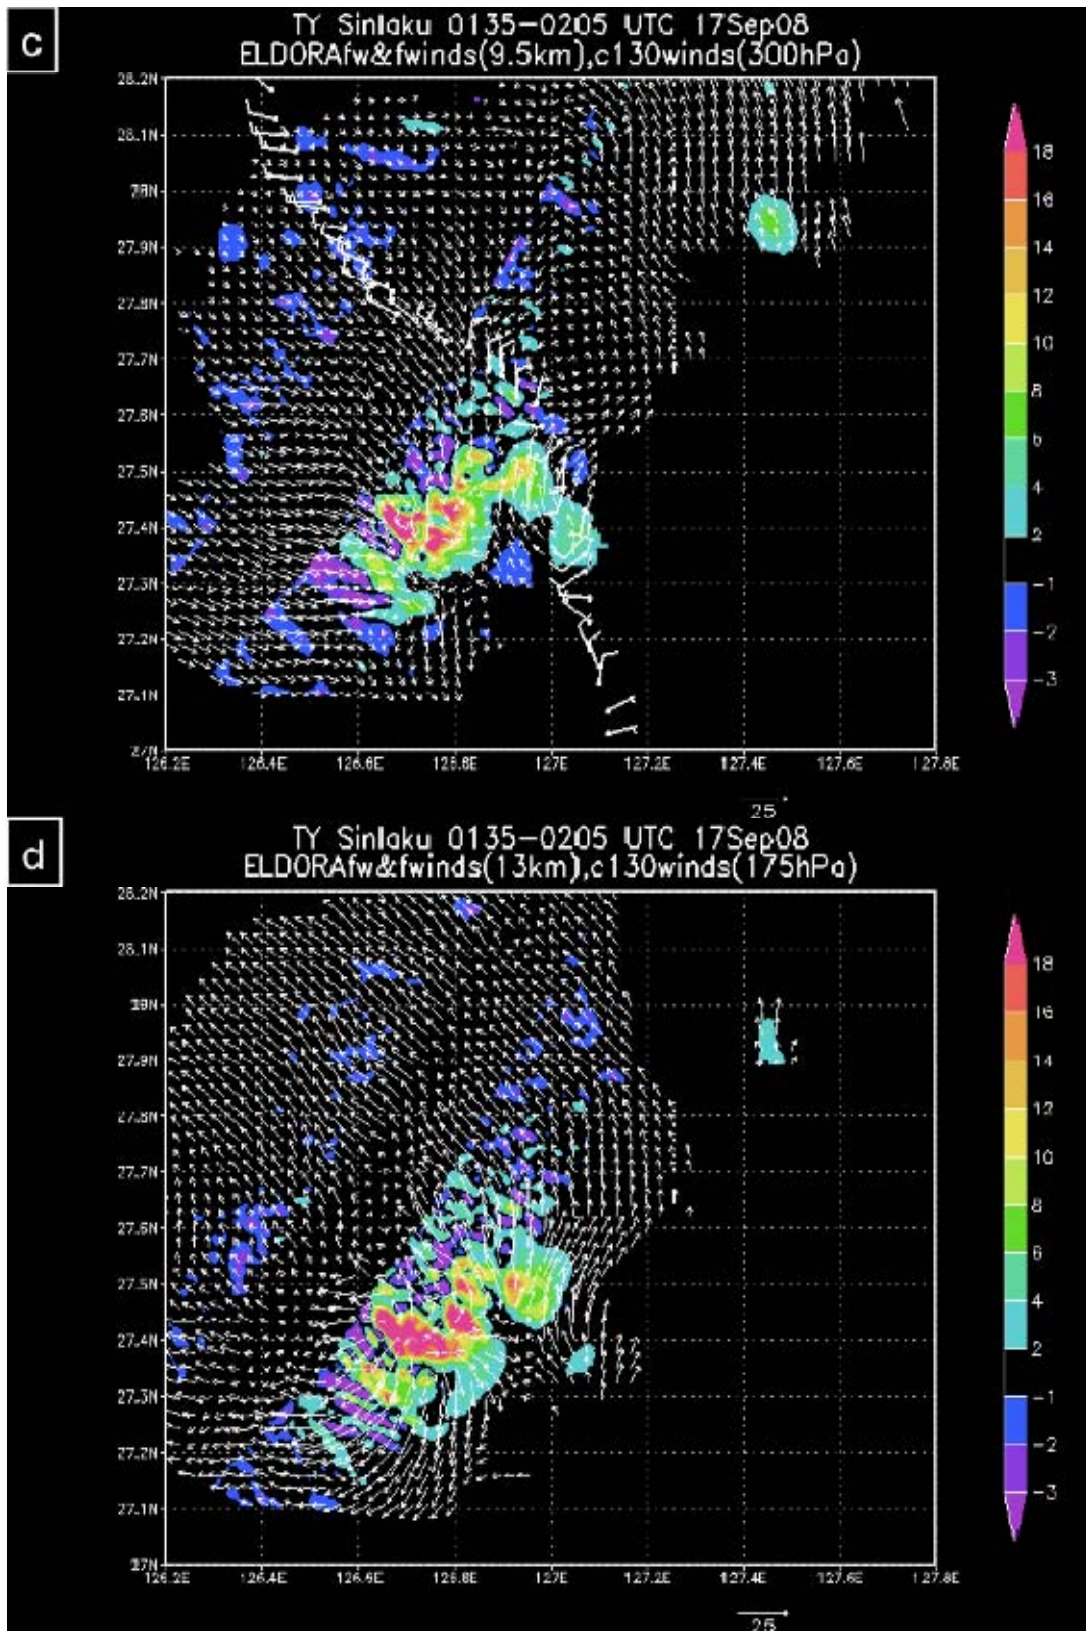 c
TY Sinlaku 0135-0205 UTC 17Sep08
ELDORAfw&fwinds(9.5km),c130winds(300hPa)
28.2N
28.1N
27.9N
27.8N
27.7N
27.6N
27.5N
27.4N
27.3N
27.2N
27.1N
126.2E 126.4E 126.6E 126.8E 127E 127.2E 127.4E 127.6E 127.8E
18
16
14
12
10
8
6
4
2
-1
-2
-3
25
d
TY Sinlaku 0135-0205 UTC 17Sep08
ELDORAfw&fwinds(13km),c130winds(175hPa)
28.2N
28.1N
27.9N
27.8N
27.7N
27.6N
27.5N
27.4N
27.3N
27.2N
27.1N
126.2E 126.4E 126.6E 126.8E 127E 127.2E 127.4E 127.6E 127.8E
18
16
14
12
10
8
6
4
2
-1
-2
-3
25